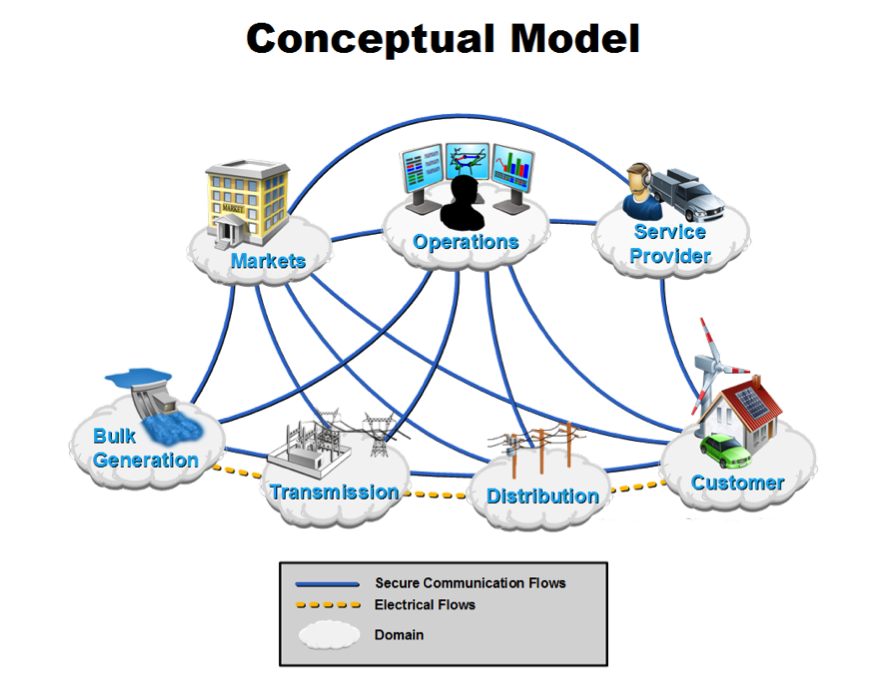 Conceptual Model
MARKET
Markets
Operations
Service
Provider
Bulk
Generation
Transmission
Distribution
Customer
Secure Communication Flows
Electrical Flows
Domain